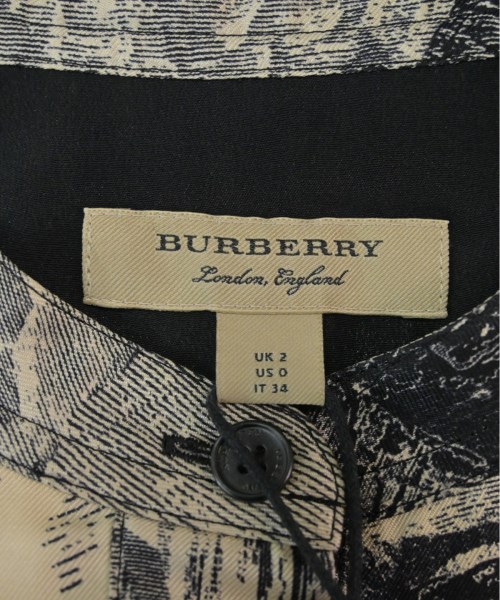 BURBERRY
London, England
UK 2
US 0
IT 34